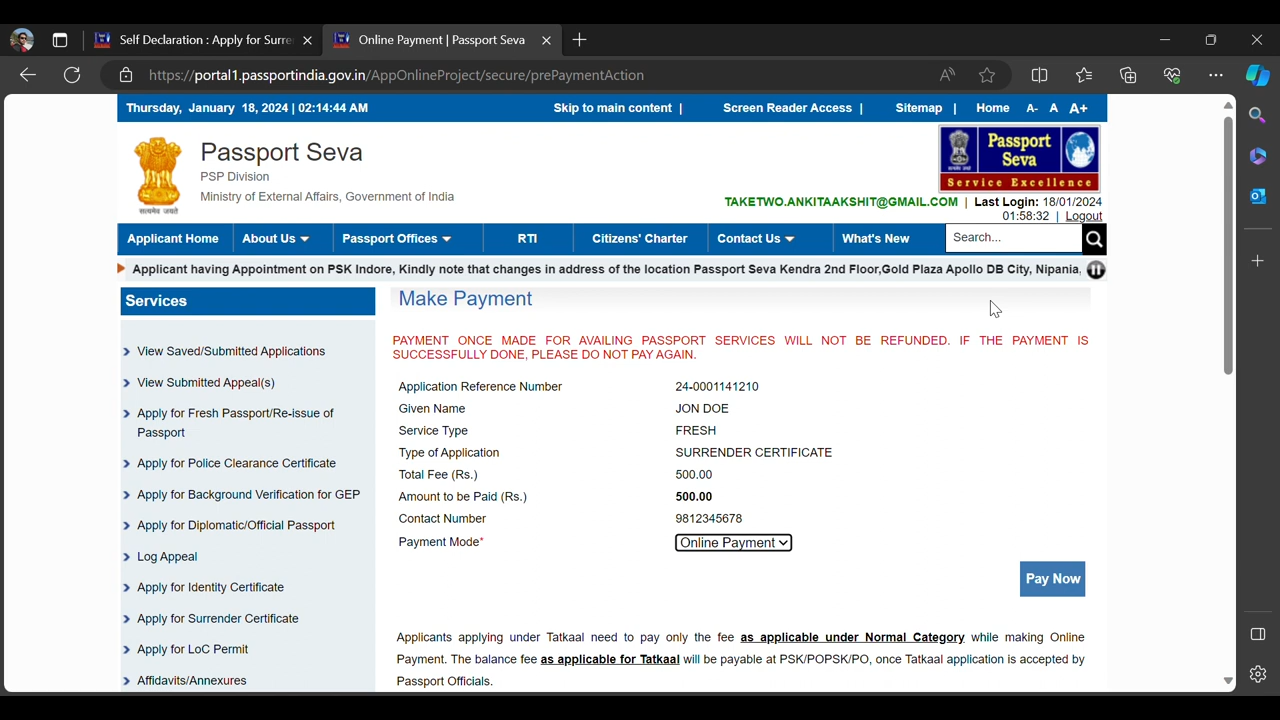 Self Declaration : Apply for Surre
Online Payment | Passport Seva
https://portal1.passportindia.gov.in/AppOnlineProject/secure/prePaymentAction
Thursday, January 18, 2024 | 02:14:44 AM
Skip to main content |
Screen Reader Access |
Sitemap |
Home
A- A A+
Passport Seva
PSP Division
Ministry of External Affairs, Government of India
सत्यमेव जयते
Passport
Seva
Service Excellence
TAKETWO.ANKITAAKSHIT@GMAIL.COM | Last Login: 18/01/2024
01:58:32 | Logout
Applicant Home
About Us
Passport Offices
RTI
Citizens' Charter
Contact Us
What's New
Search...
Applicant having Appointment on PSK Indore, Kindly note that changes in address of the location Passport Seva Kendra 2nd Floor,Gold Plaza Apollo DB City, Nipania,
Services
View Saved/Submitted Applications
View Submitted Appeal(s)
Apply for Fresh Passport/Re-issue of
Passport
Apply for Police Clearance Certificate
Apply for Background Verification for GEP
Apply for Diplomatic/Official Passport
Log Appeal
Apply for Identity Certificate
Apply for Surrender Certificate
Apply for LoC Permit
Affidavits/Annexures
Make Payment
PAYMENT ONCE MADE FOR AVAILING PASSPORT SERVICES WILL NOT BE REFUNDED. IF THE PAYMENT IS
SUCCESSFULLY DONE, PLEASE DO NOT PAY AGAIN.
Application Reference Number 24-0001141210
Given Name JON DOE
Service Type FRESH
Type of Application SURRENDER CERTIFICATE
Total Fee (Rs.) 500.00
Amount to be Paid (Rs.) 500.00
Contact Number 9812345678
Payment Mode* Online Payment
Pay Now
Applicants applying under Tatkaal need to pay only the fee as applicable under Normal Category while making Online
Payment. The balance fee as applicable for Tatkaal will be payable at PSK/POPSK/PO, once Tatkaal application is accepted by
Passport Officials.